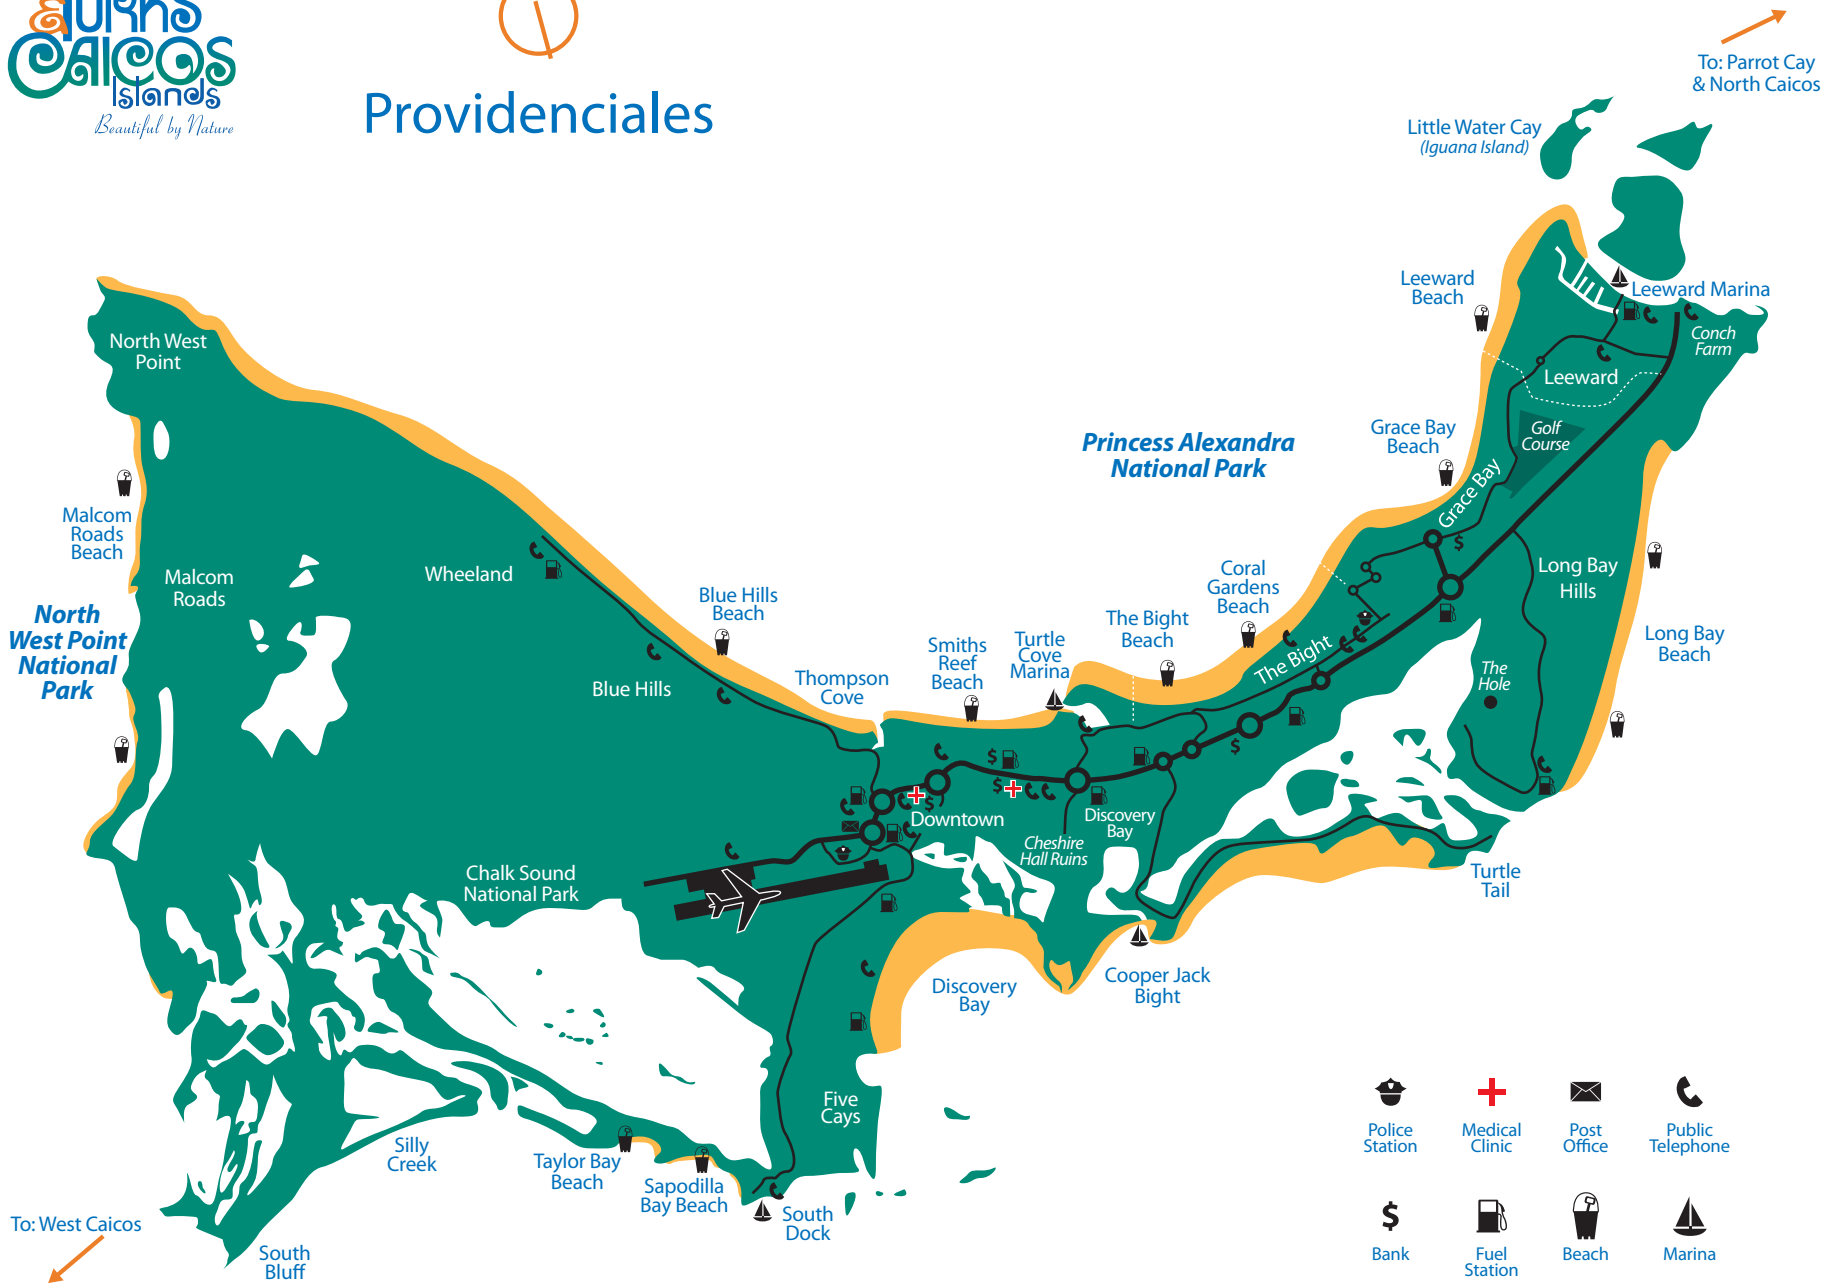 & TURKS
CAICOS
Islands
Beautiful by Nature
Providenciales
To: Parrot Cay
& North Caicos
Little Water Cay
(Iguana Island)
Leeward
Beach
Leeward Marina
Conch
Farm
Leeward
North West
Point
Grace Bay
Beach
Golf
Course
Princess Alexandra
National Park
Grace Bay
$
Malcom
Roads
Beach
Malcom
Roads
Wheeland
Long Bay
Hills
Coral
Gardens
Beach
Blue Hills
Beach
The Bight
Beach
North
West Point
National
Park
Smiths
Reef
Beach
Turtle
Cove
Marina
The Bight
Long Bay
Beach
The
Hole
Blue Hills
Thompson
Cove
$
$
$
$
Downtown
Discovery
Bay
Cheshire
Hall Ruins
Chalk Sound
National Park
Turtle
Tail
Discovery
Bay
Cooper Jack
Bight
Five
Cays
Silly
Creek
Taylor Bay
Beach
Sapodilla
Bay Beach
South
Dock
To: West Caicos
South
Bluff
Police
Station
Medical
Clinic
Post
Office
Public
Telephone
$
Bank
Fuel
Station
Beach
Marina